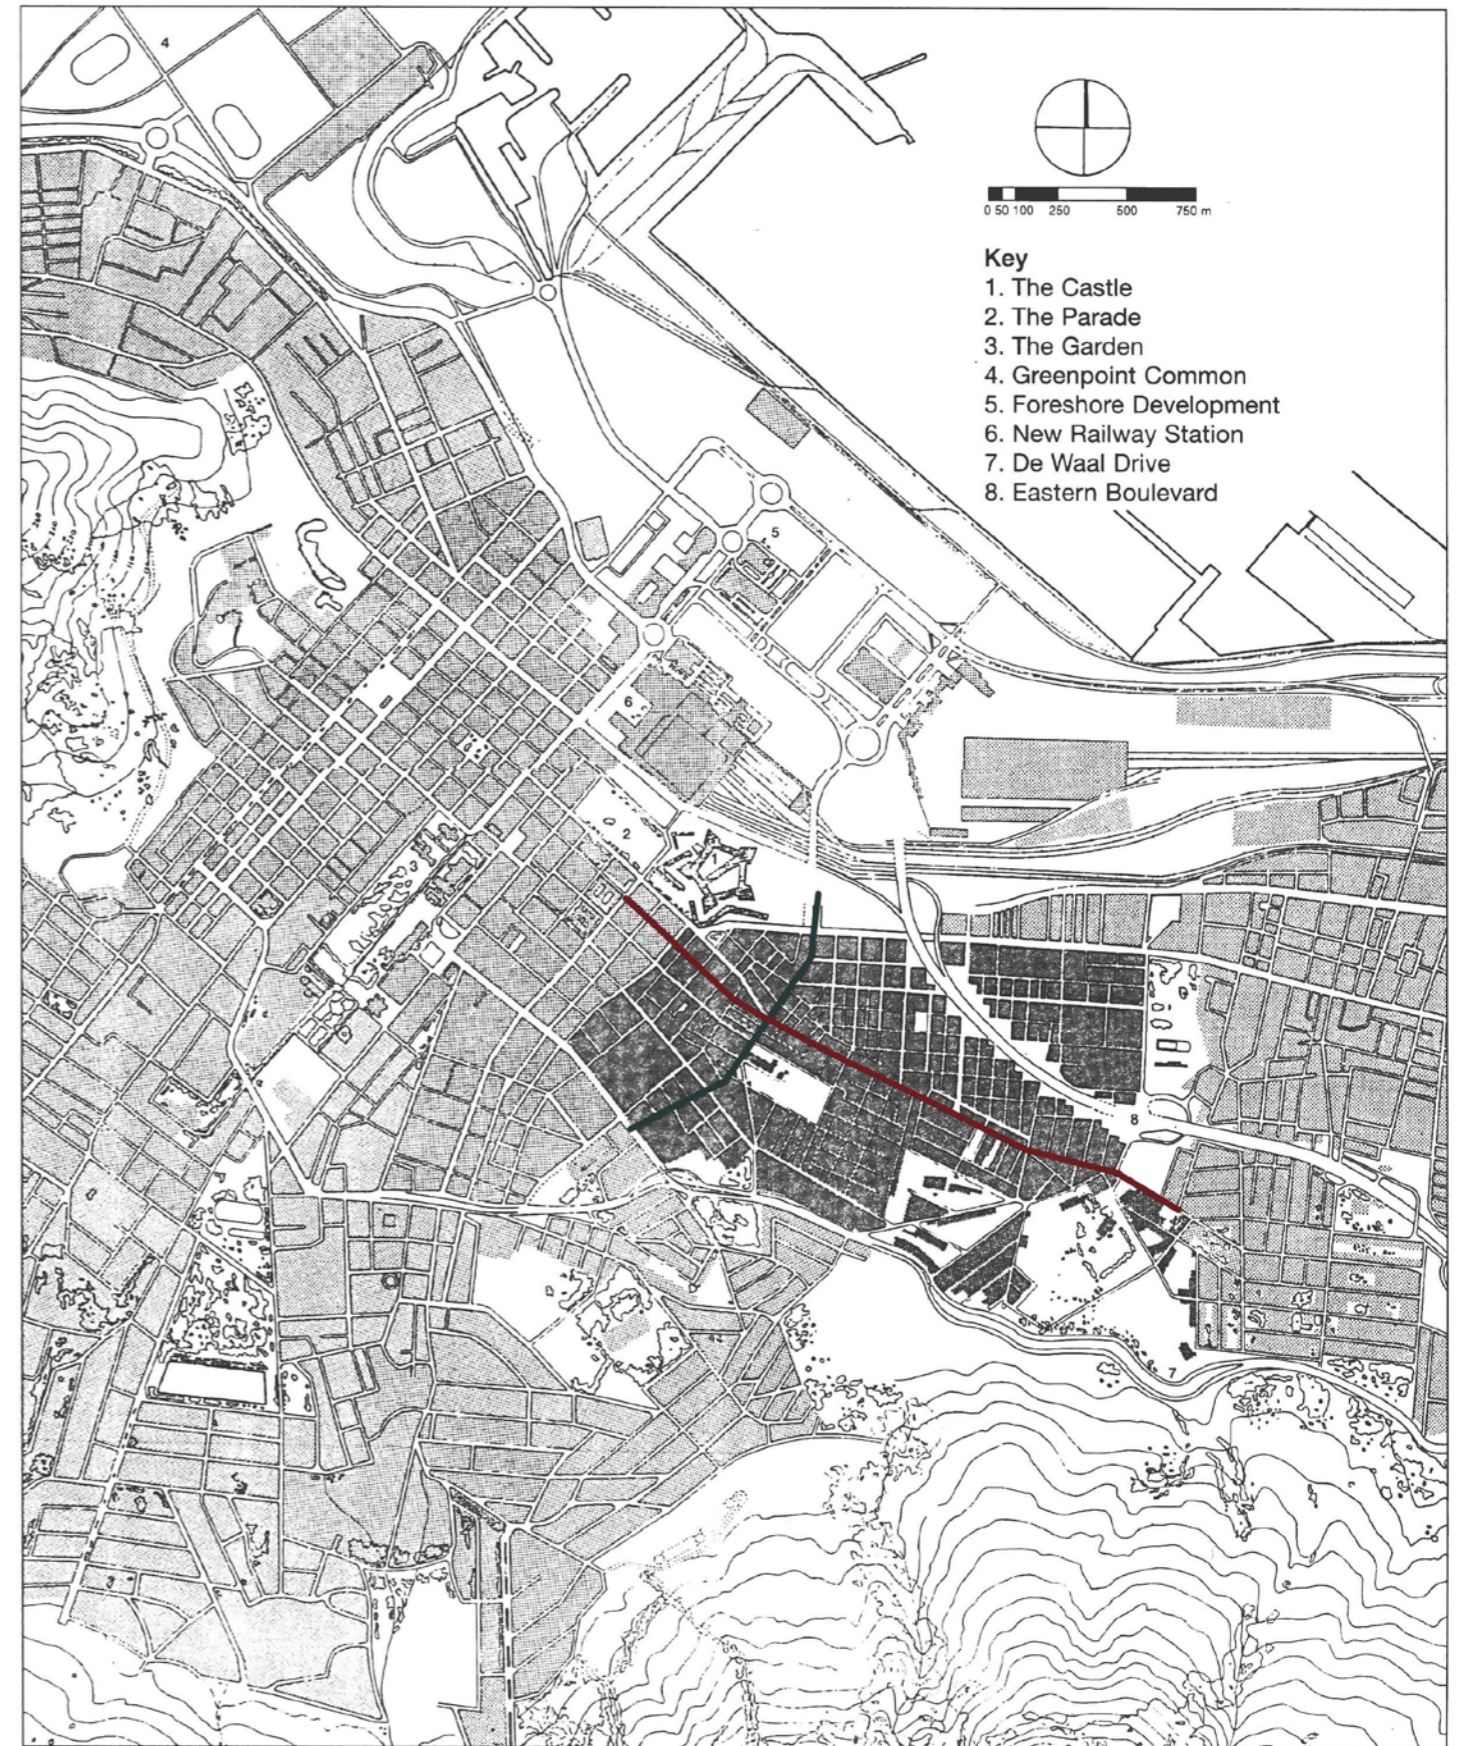 4
0 50 100 250 500 750 m
Key
1. The Castle
2. The Parade
3. The Garden
4. Greenpoint Common
5. Foreshore Development
6. New Railway Station
7. De Waal Drive
8. Eastern Boulevard
5
6
2
1
3
8
7